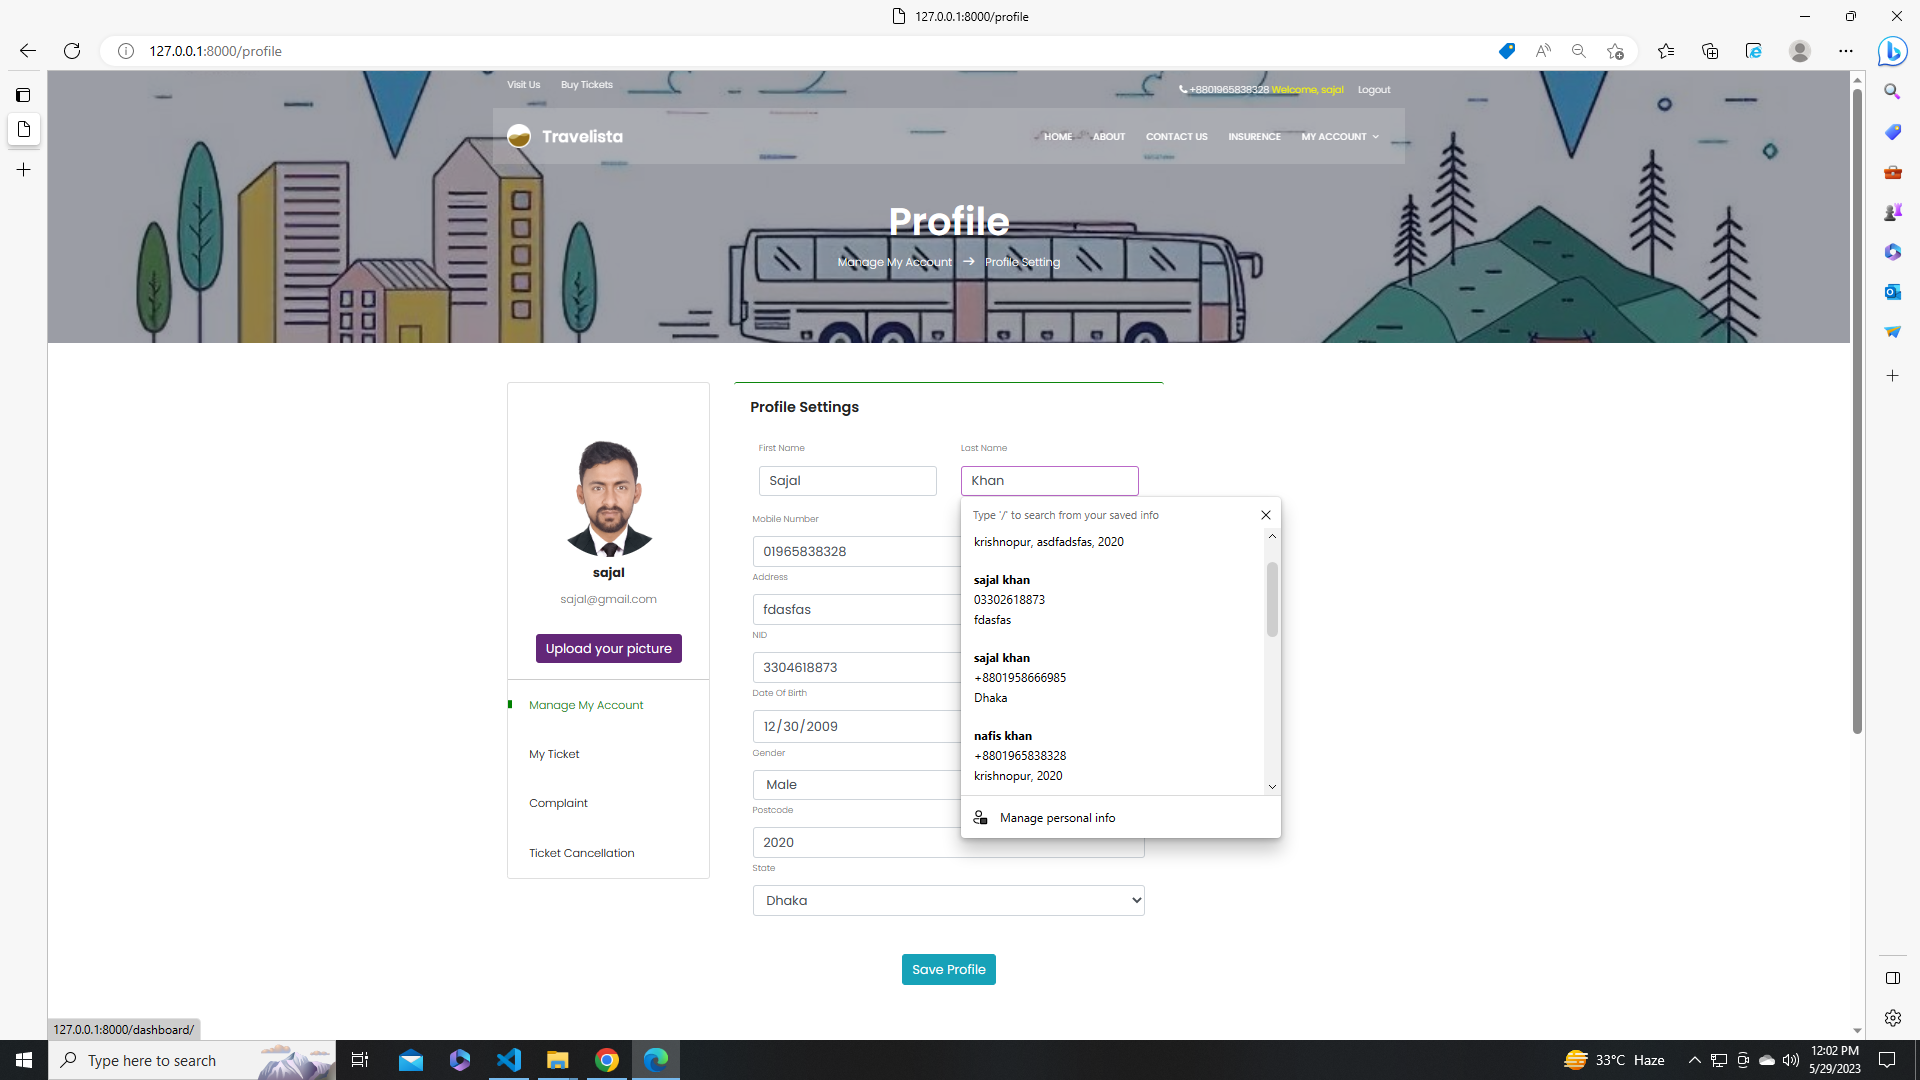 127.0.0.1:8000/profile
127.0.0.1:8000/profile
Visit Us
Buy Tickets
+8801965838328 Welcome, sajal
Logout
Travelista
HOME
ABOUT
CONTACT US
INSURENCE
MY ACCOUNT
Profile
Manage My Account → Profile Setting
sajal
sajal@gmail.com
Upload your picture
Manage My Account
My Ticket
Complaint
Ticket Cancellation
Profile Settings
First Name
Last Name
Sajal
Khan
Mobile Number
01965838328
Address
fdasfas
NID
3304618873
Date Of Birth
12/30/2009
Gender
Male
Postcode
2020
State
Dhaka
Save Profile
Type '/' to search from your saved info
krishnopur, asdfadsfas, 2020
sajal khan
03302618873
fdasfas
sajal khan
+8801958666985
Dhaka
nafis khan
+8801965838328
krishnopur, 2020
Manage personal info
127.0.0.1:8000/dashboard/
Type here to search
33°C Haze
12:02 PM
5/29/2023